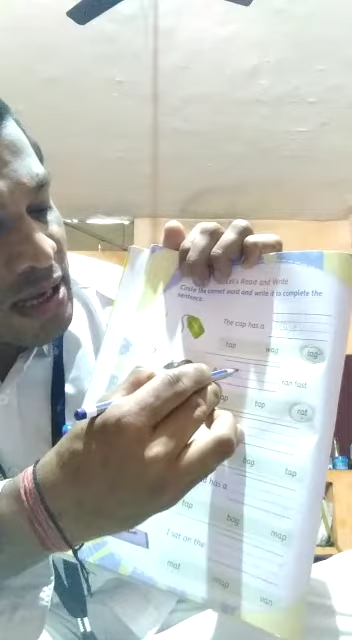 Let's Read and Write
Circle the correct word and write it to complete the
sentence.
The cap has a
tap wag tag
ran fast.
tap rat
bag tap
has a
tap bag map
I sat on the
mat map van